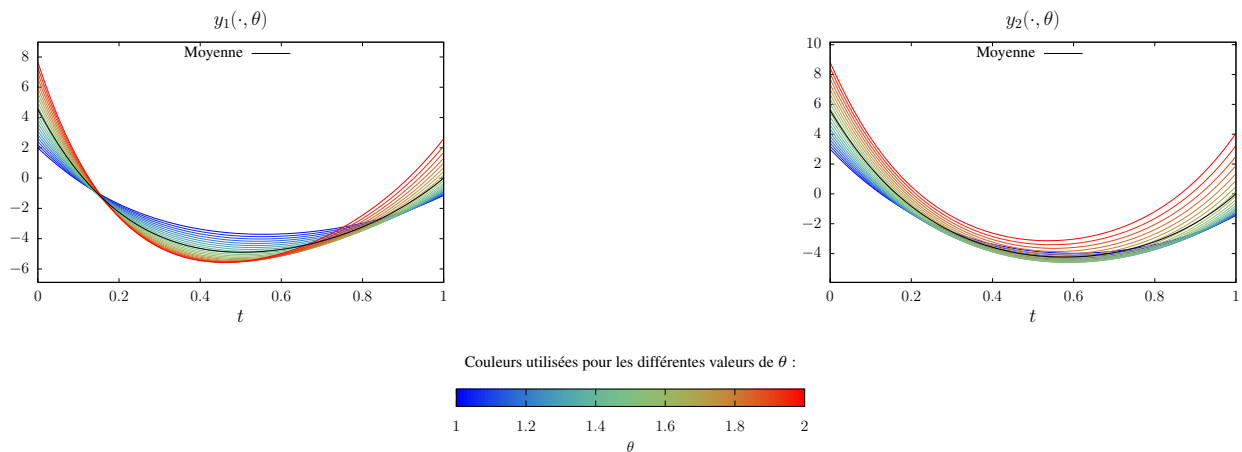 y₁(·, θ)
Moyenne
8
6
4
2
0
−2
−4
−6
0 0.2 0.4 0.6 0.8 1
t
y₂(·, θ)
Moyenne
10
8
6
4
2
0
−2
−4
0 0.2 0.4 0.6 0.8 1
t
Couleurs utilisées pour les différentes valeurs de θ :
1 1.2 1.4 1.6 1.8 2
θ